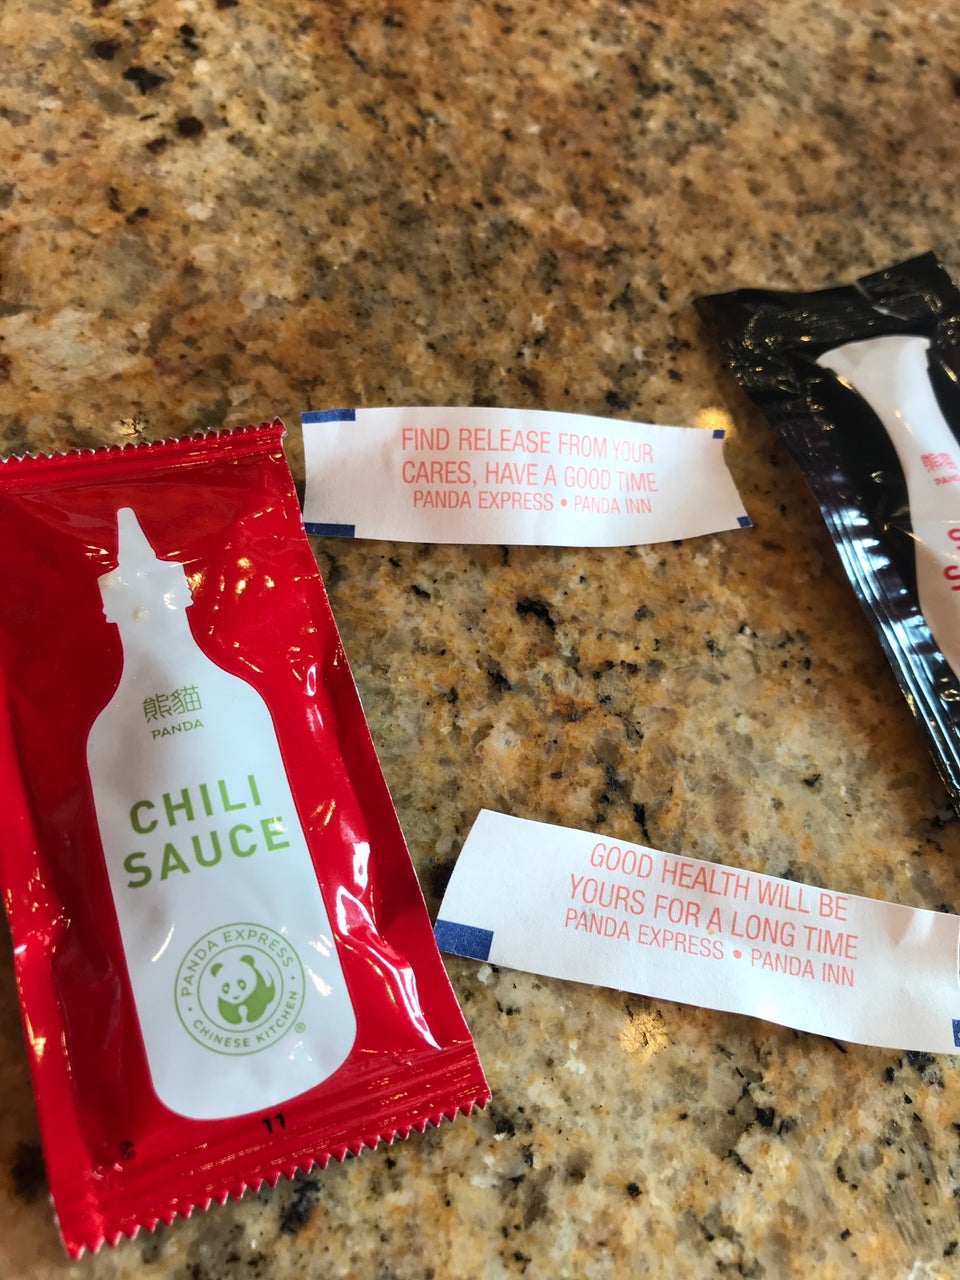 FIND RELEASE FROM YOUR
CARES, HAVE A GOOD TIME
PANDA EXPRESS • PANDA INN
熊貓
PANDA
CHILI
SAUCE
PANDA EXPRESS
CHINESE KITCHEN
®
11
GOOD HEALTH WILL BE
YOURS FOR A LONG TIME
PANDA EXPRESS • PANDA INN
熊